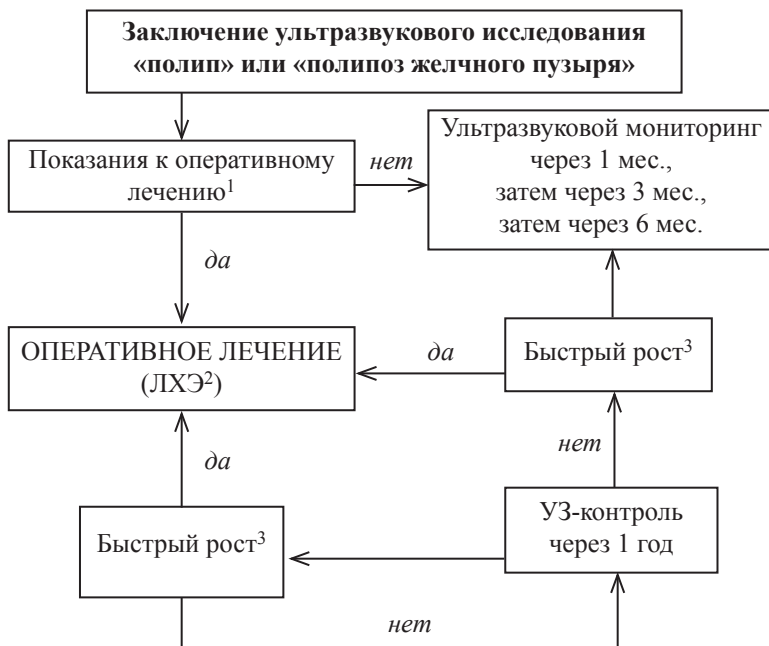 Заключение ультразвукового исследования
«полип» или «полипоз желчного пузыря»
Показания к оперативному
лечению¹
нет
Ультразвуковой мониторинг
через 1 мес.,
затем через 3 мес.,
затем через 6 мес.
да
ОПЕРАТИВНОЕ ЛЕЧЕНИЕ
(ЛХЭ²)
да
Быстрый рост³
да
нет
Быстрый рост³
УЗ-контроль
через 1 год
нет